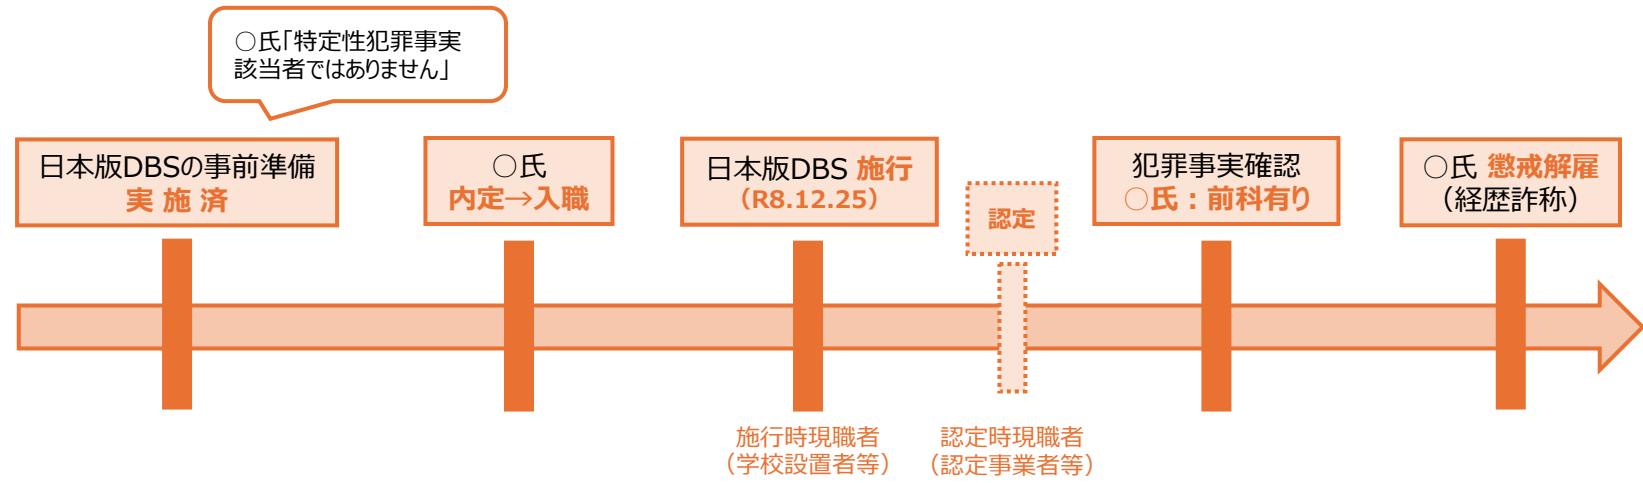 ○氏「特定性犯罪事実
該当者ではありません」
日本版DBSの事前準備
実 施 済
○氏
内定→入職
日本版DBS 施行
（R8.12.25）
認定
犯罪事実確認
○氏：前科有り
○氏 懲戒解雇
（経歴詐称）
施行時現職者
（学校設置者等）
認定時現職者
（認定事業者等）